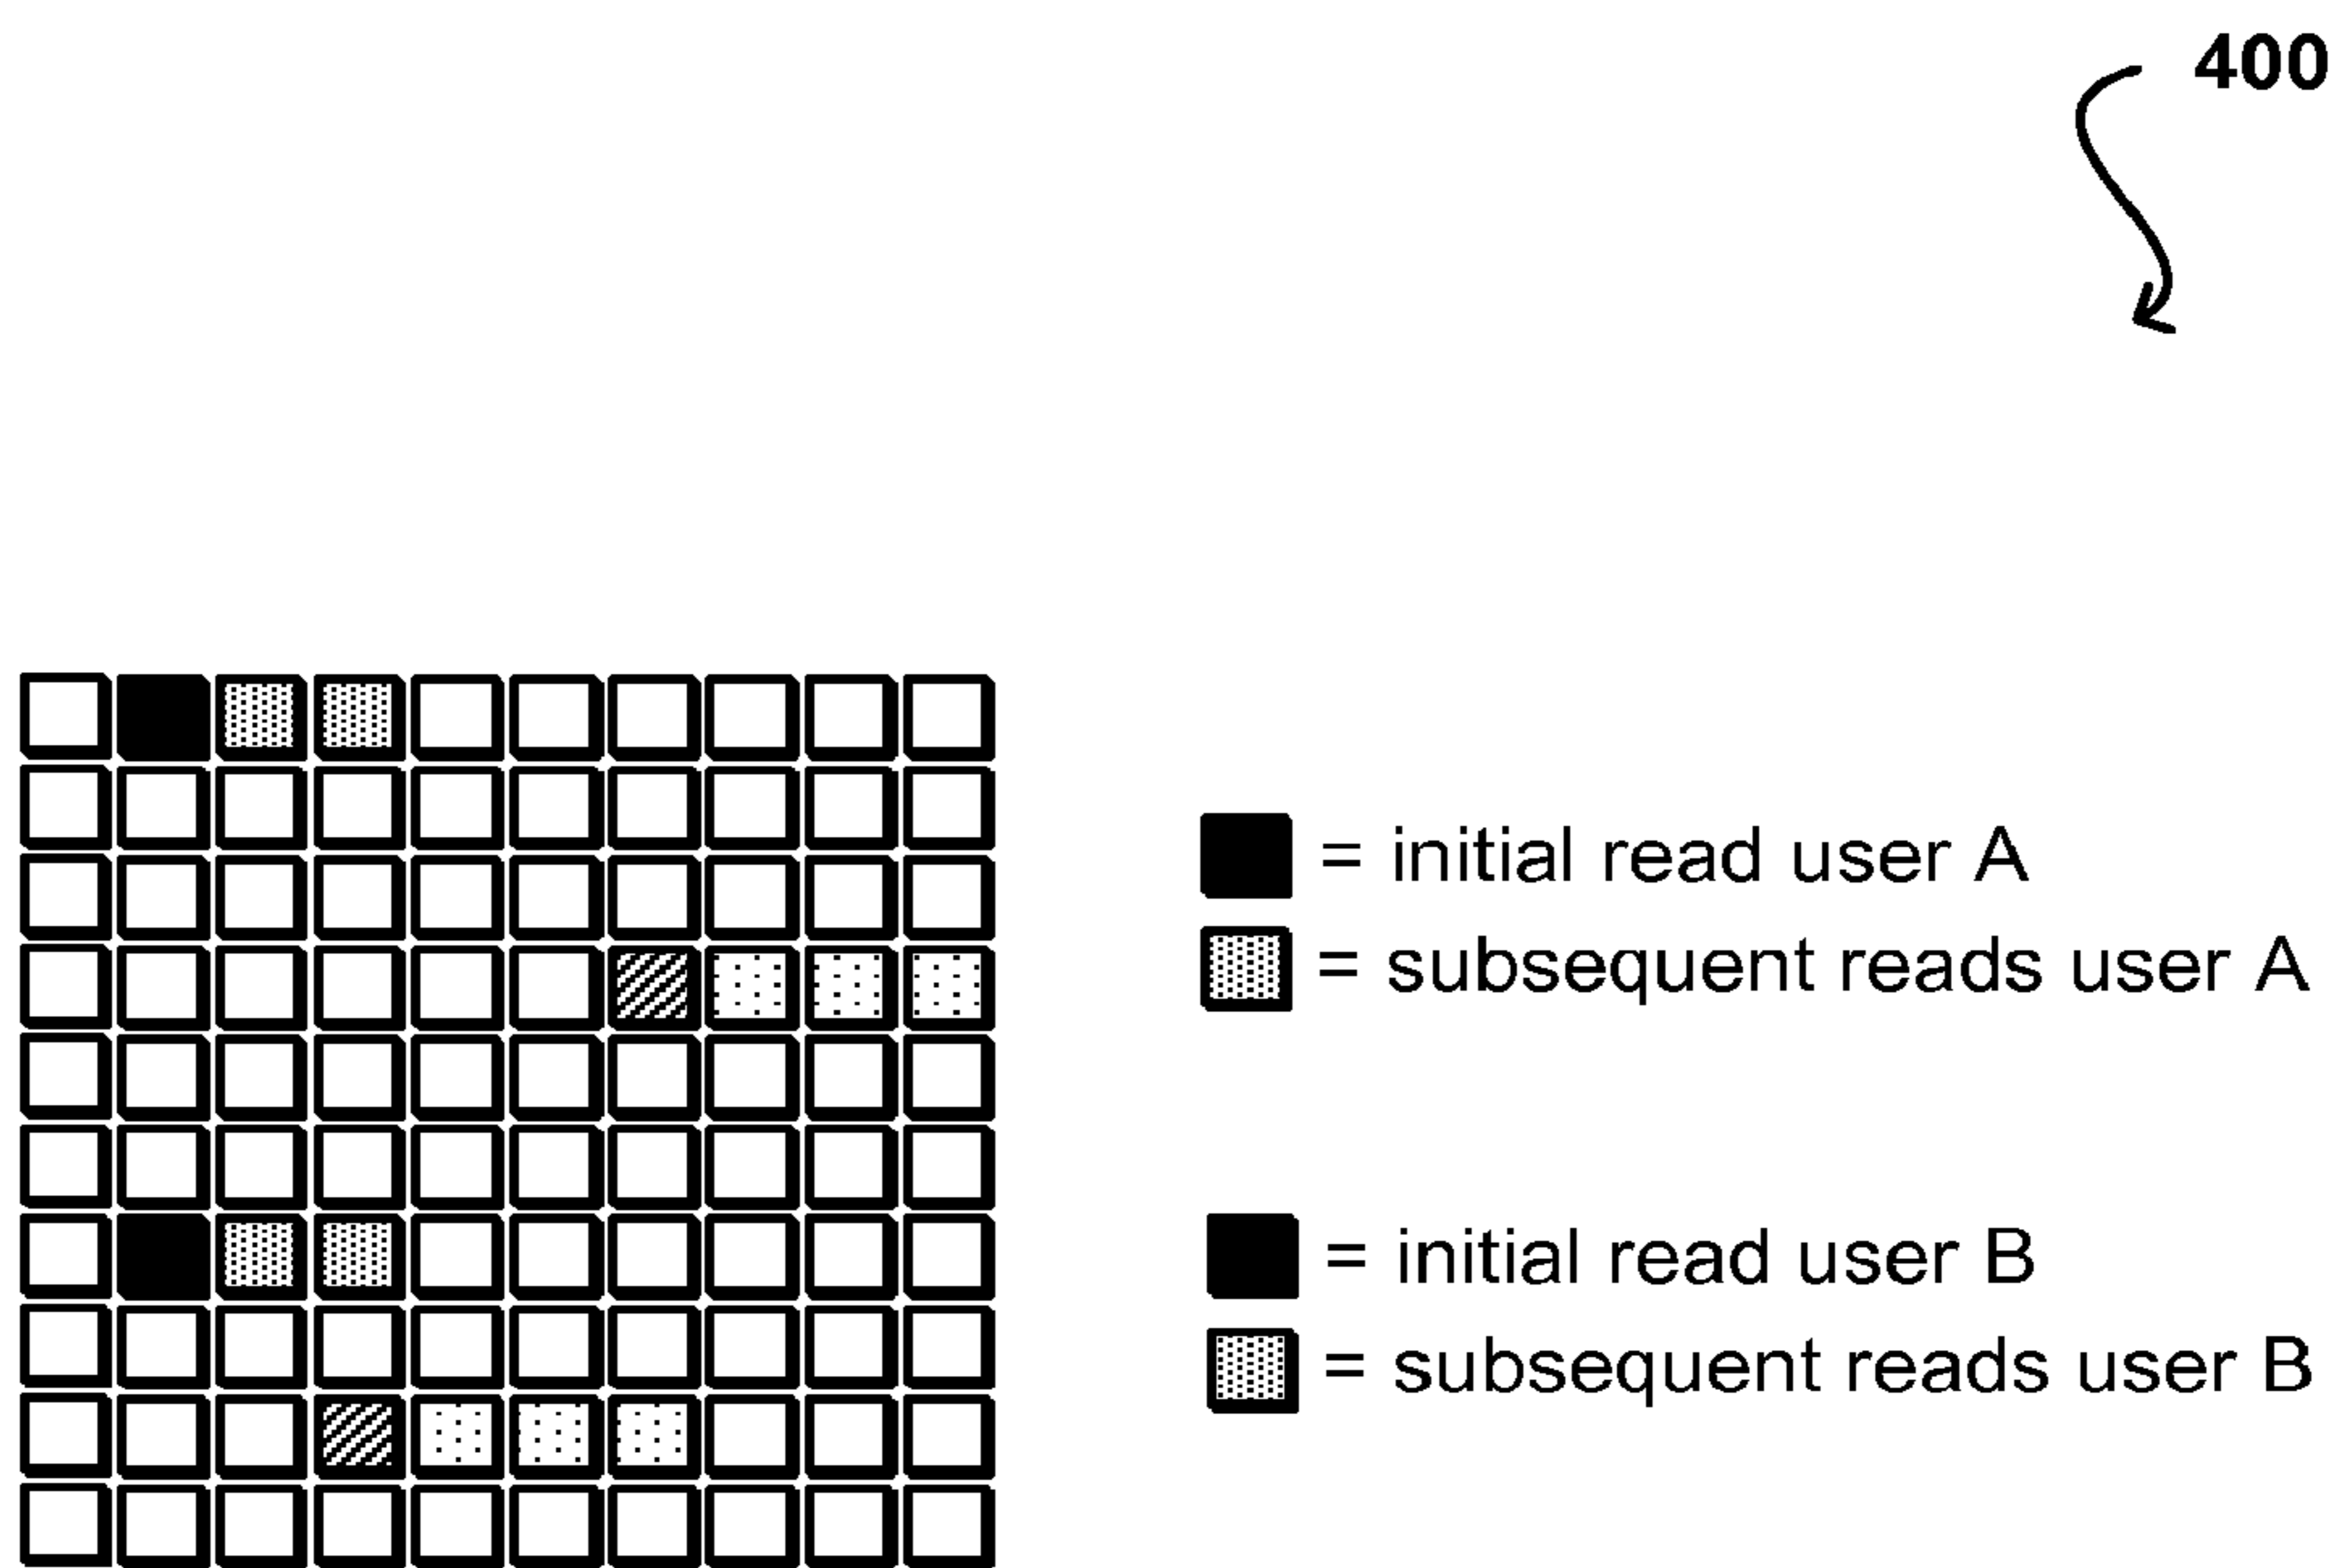 400
= initial read user A
= subsequent reads user A
= initial read user B
= subsequent reads user B